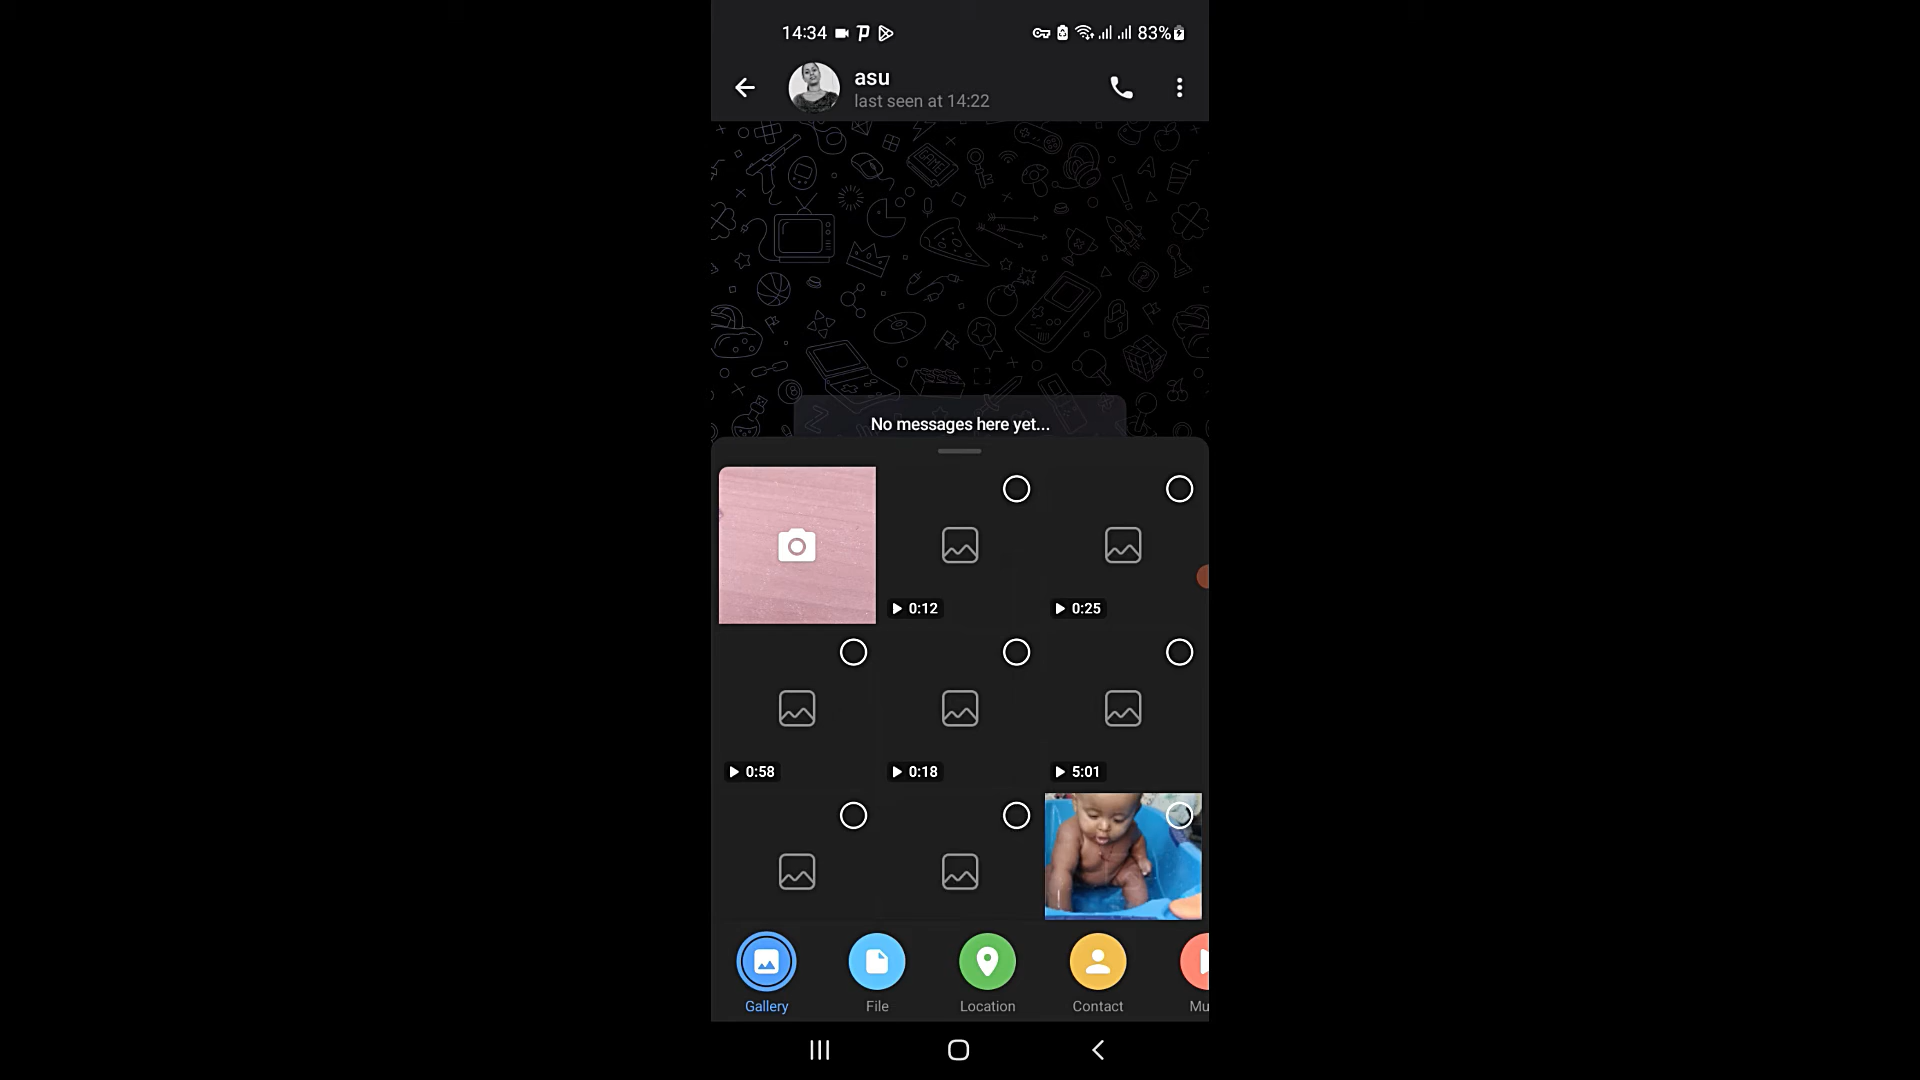 14:34 83%
asu
last seen at 14:22
GAME
No messages here yet...
0:12
0:25
0:58
0:18
5:01
Gallery File Location Contact Mu